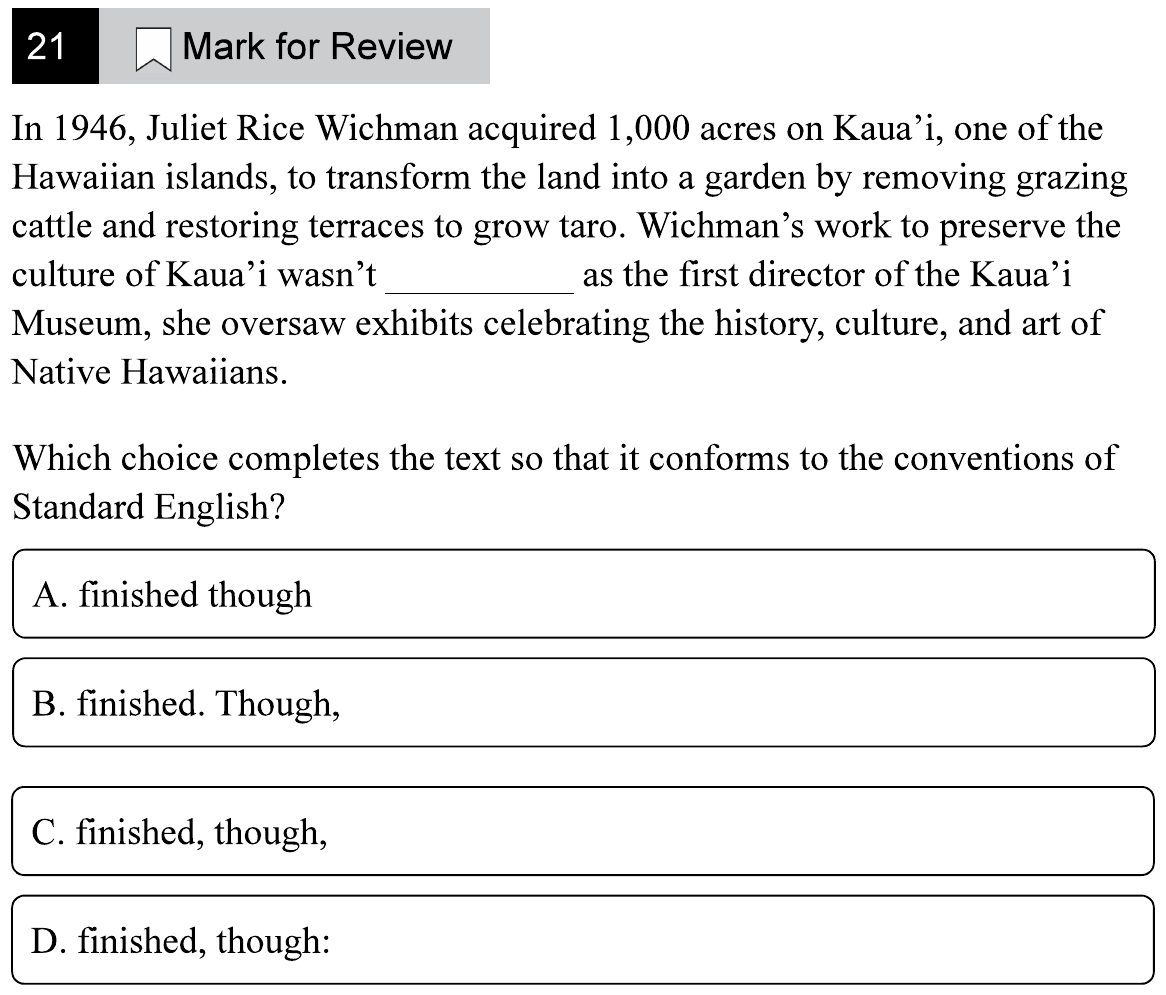 21 Mark for Review
In 1946, Juliet Rice Wichman acquired 1,000 acres on Kaua’i, one of the
Hawaiian islands, to transform the land into a garden by removing grazing
cattle and restoring terraces to grow taro. Wichman’s work to preserve the
culture of Kaua’i wasn’t __________ as the first director of the Kaua’i
Museum, she oversaw exhibits celebrating the history, culture, and art of
Native Hawaiians.
Which choice completes the text so that it conforms to the conventions of
Standard English?
A. finished though
B. finished. Though,
C. finished, though,
D. finished, though: